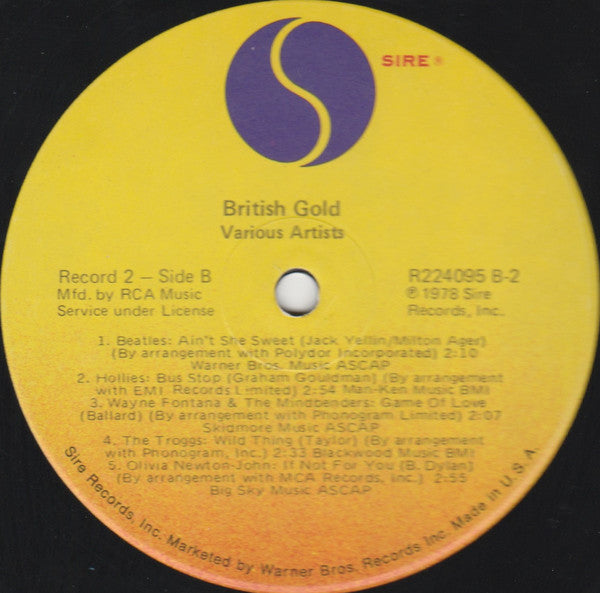 SIRE ®
British Gold
Various Artists
Record 2 – Side B
Mfd. by RCA Music
Service under License
R224095 B-2
℗ 1978 Sire
Records, Inc.
1. Beatles: Ain't She Sweet (Jack Yellin/Milton Ager)
(By arrangement with Polydor Incorporated) 2:10
Warner Bros. Music ASCAP
2. Hollies: Bus Stop (Graham Gouldman) (By arrangement
with EMI Records Limited) 2:54 Man-Ken Music BMI
3. Wayne Fontana & The Mindbenders: Game Of Love
(Ballard) (By arrangement with Phonogram Limited) 2:07
Skidmore Music ASCAP
4. The Troggs: Wild Thing (Taylor) (By arrangement
with Phonogram, Inc.) 2:33 Blackwood Music BMI
5. Olivia Newton-John: If Not For You (B. Dylan)
(By arrangement with MCA Records, Inc.) 2:55
Big Sky Music ASCAP
Sire Records, Inc. Marketed by Warner Bros. Records Inc. Made in U.S.A.